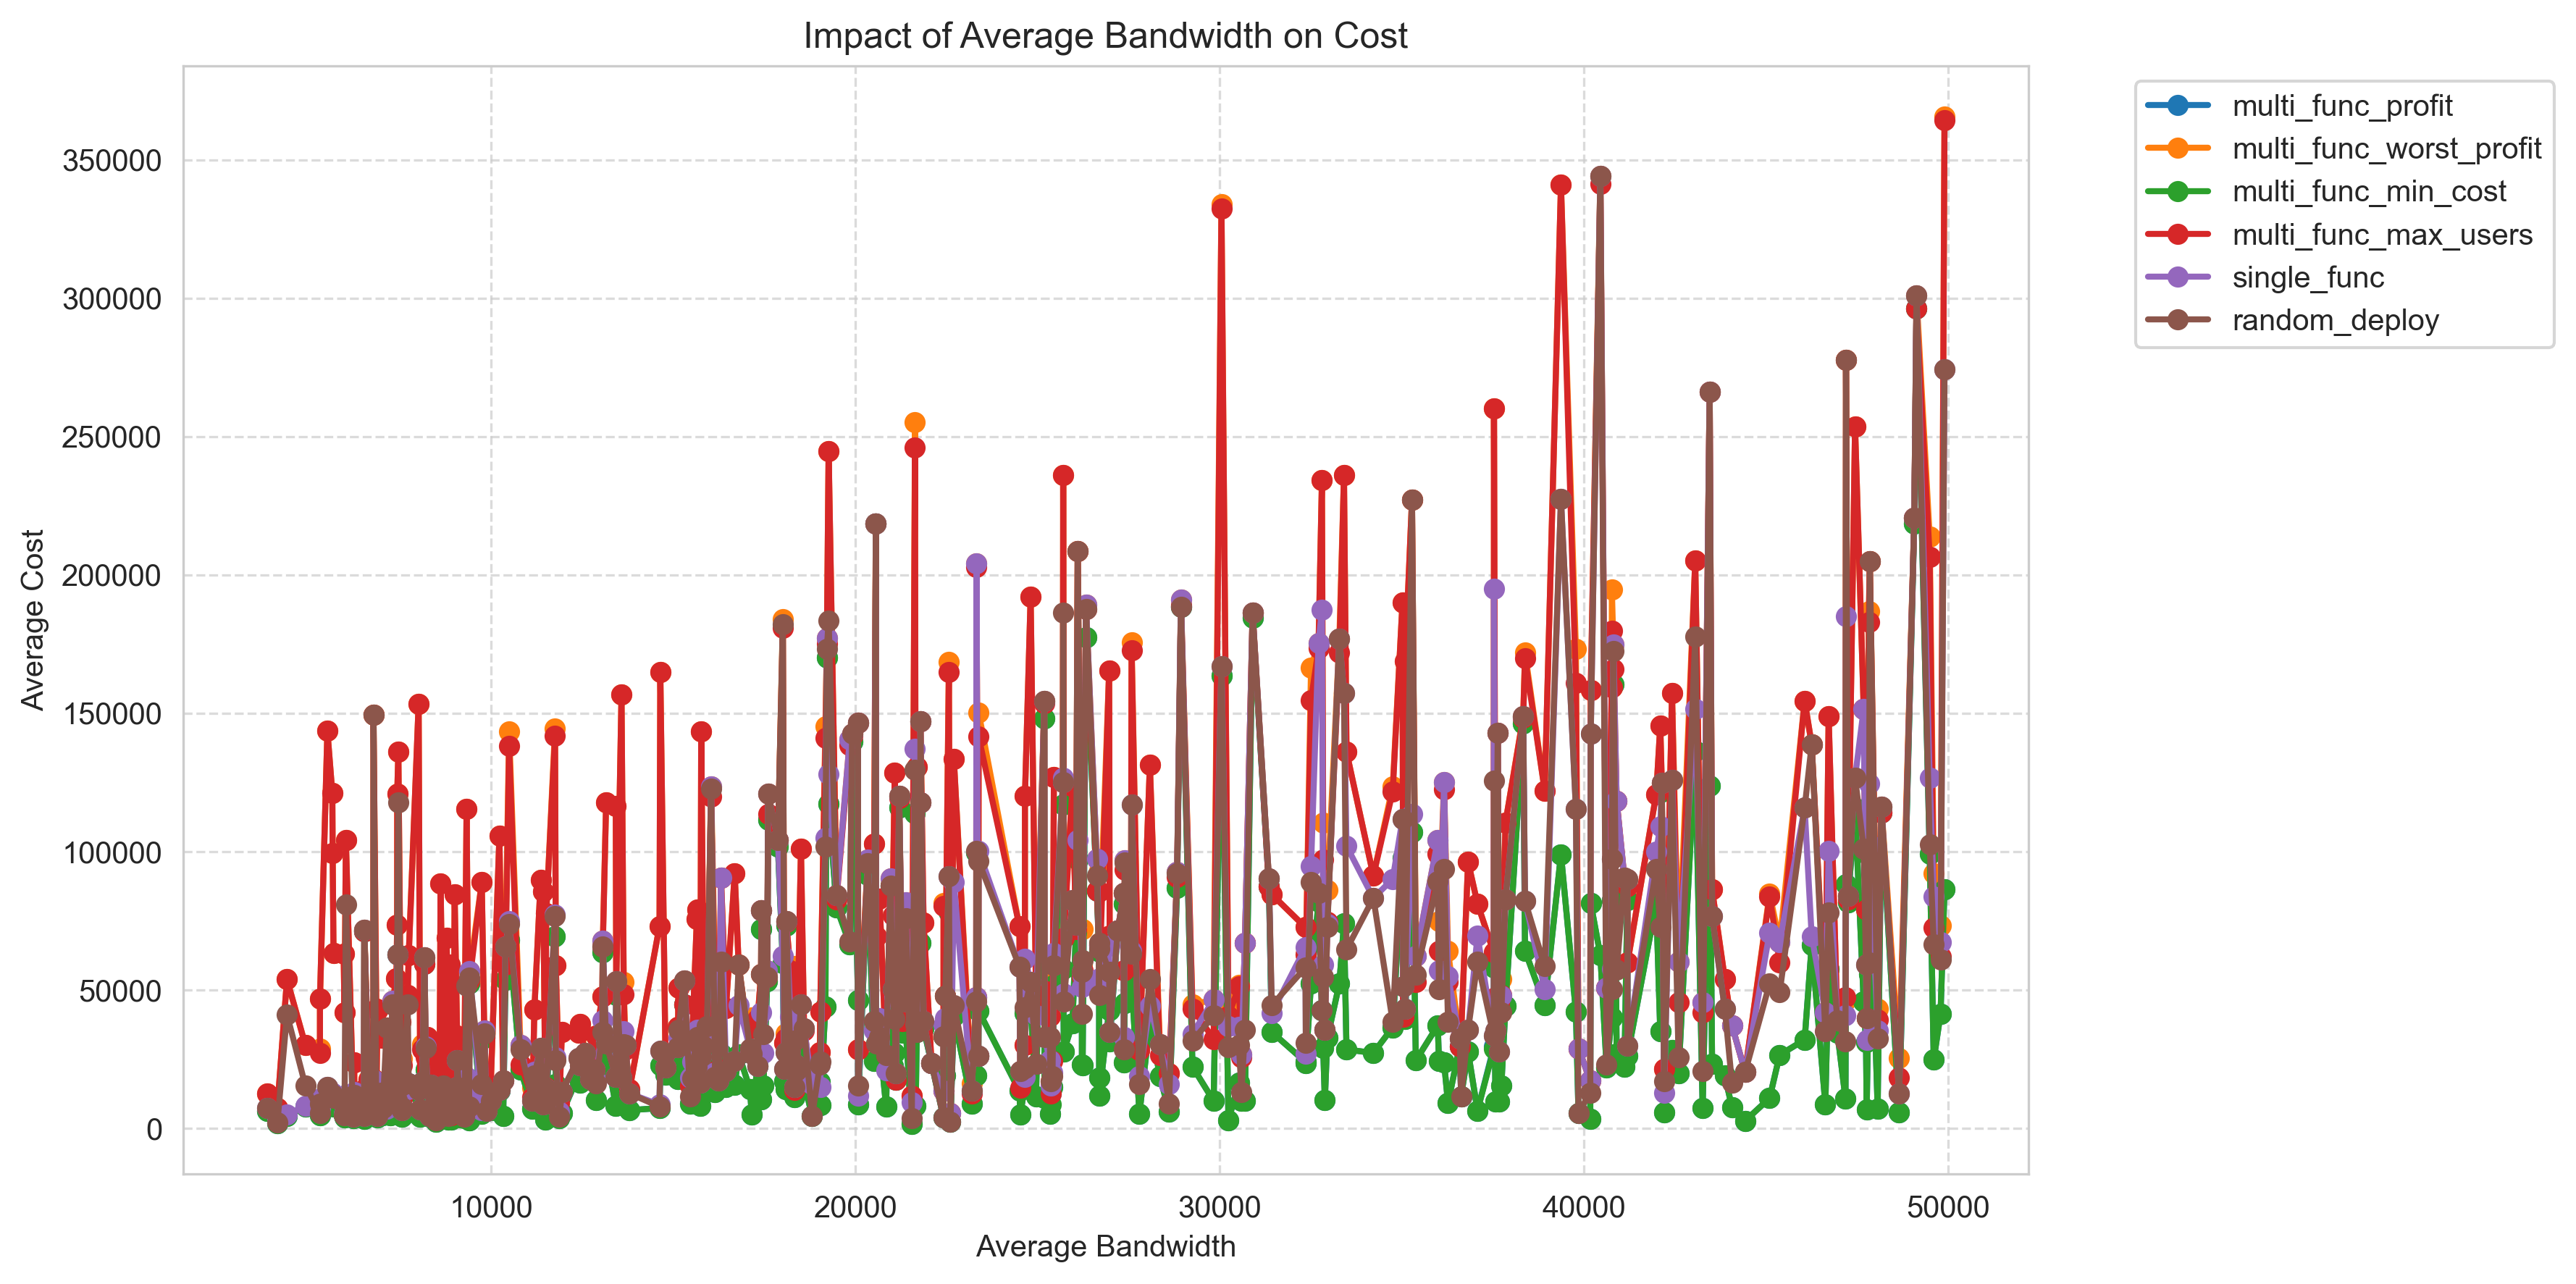 Impact of Average Bandwidth on Cost
multi_func_profit
multi_func_worst_profit
multi_func_min_cost
multi_func_max_users
single_func
random_deploy
350000
300000
250000
200000
150000
100000
50000
0
Average Cost
10000 20000 30000 40000 50000
Average Bandwidth